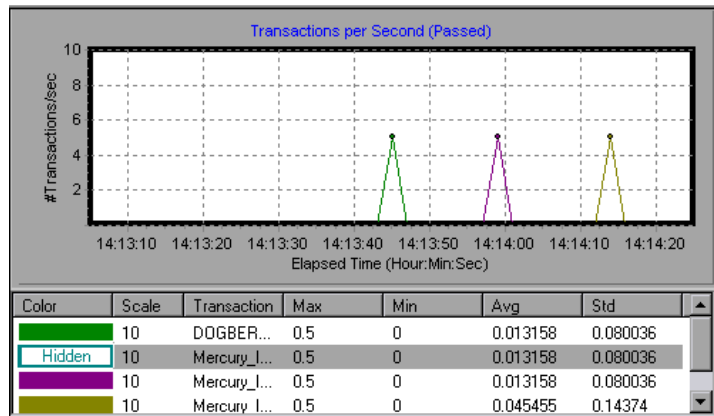 Transactions per Second (Passed)
#Transactions/sec
10
8
6
4
2
14:13:10 14:13:20 14:13:30 14:13:40 14:13:50 14:14:00 14:14:10 14:14:20
Elapsed Time (Hour:Min:Sec)
Color Scale Transaction Max Min Avg Std
10 DOGBER... 0.5 0 0.013158 0.080036
Hidden 10 Mercury_I... 0.5 0 0.013158 0.080036
10 Mercury_I... 0.5 0 0.013158 0.080036
10 Mercury_I... 0.5 0 0.045455 0.14374